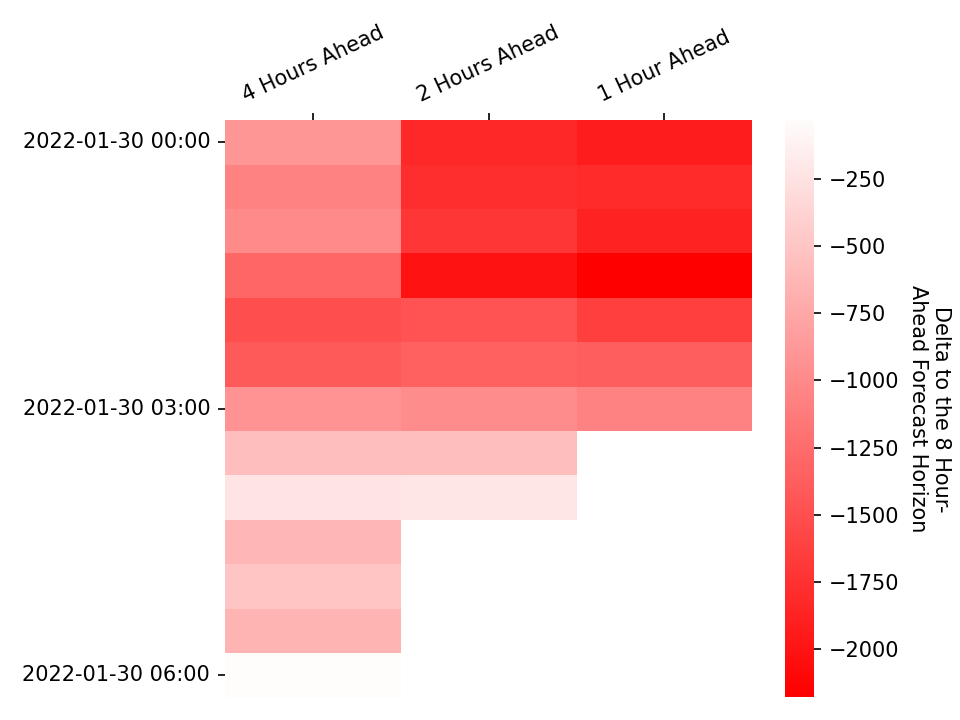 4 Hours Ahead
2 Hours Ahead
1 Hour Ahead
2022-01-30 00:00
2022-01-30 03:00
2022-01-30 06:00
−250
−500
−750
−1000
−1250
−1500
−1750
−2000
Delta to the 8 Hour-
Ahead Forecast Horizon